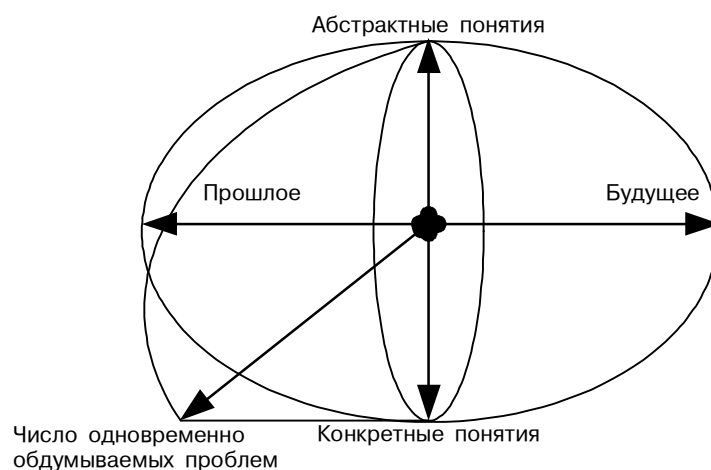 Абстрактные понятия
Прошлое
Будущее
Число одновременно
обдумываемых проблем
Конкретные понятия